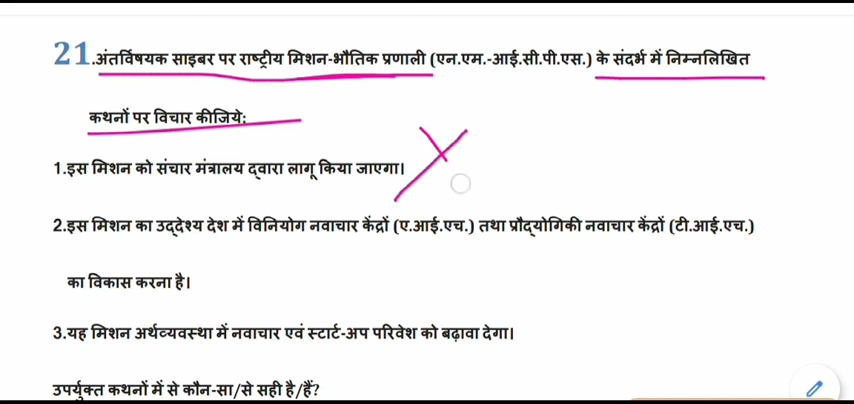 21.अंतर्विषयक साइबर पर राष्ट्रीय मिशन-भौतिक प्रणाली (एन.एम.-आई.सी.पी.एस.) के संदर्भ में निम्नलिखित
कथनों पर विचार कीजिये:
1.इस मिशन को संचार मंत्रालय द्वारा लागू किया जाएगा।
2.इस मिशन का उद्देश्य देश में विनियोग नवाचार केंद्रों (ए.आई.एच.) तथा प्रौद्योगिकी नवाचार केंद्रों (टी.आई.एच.)
का विकास करना है।
3.यह मिशन अर्थव्यवस्था में नवाचार एवं स्टार्ट-अप परिवेश को बढ़ावा देगा।
उपर्युक्त कथनों में से कौन-सा/से सही है/हैं?